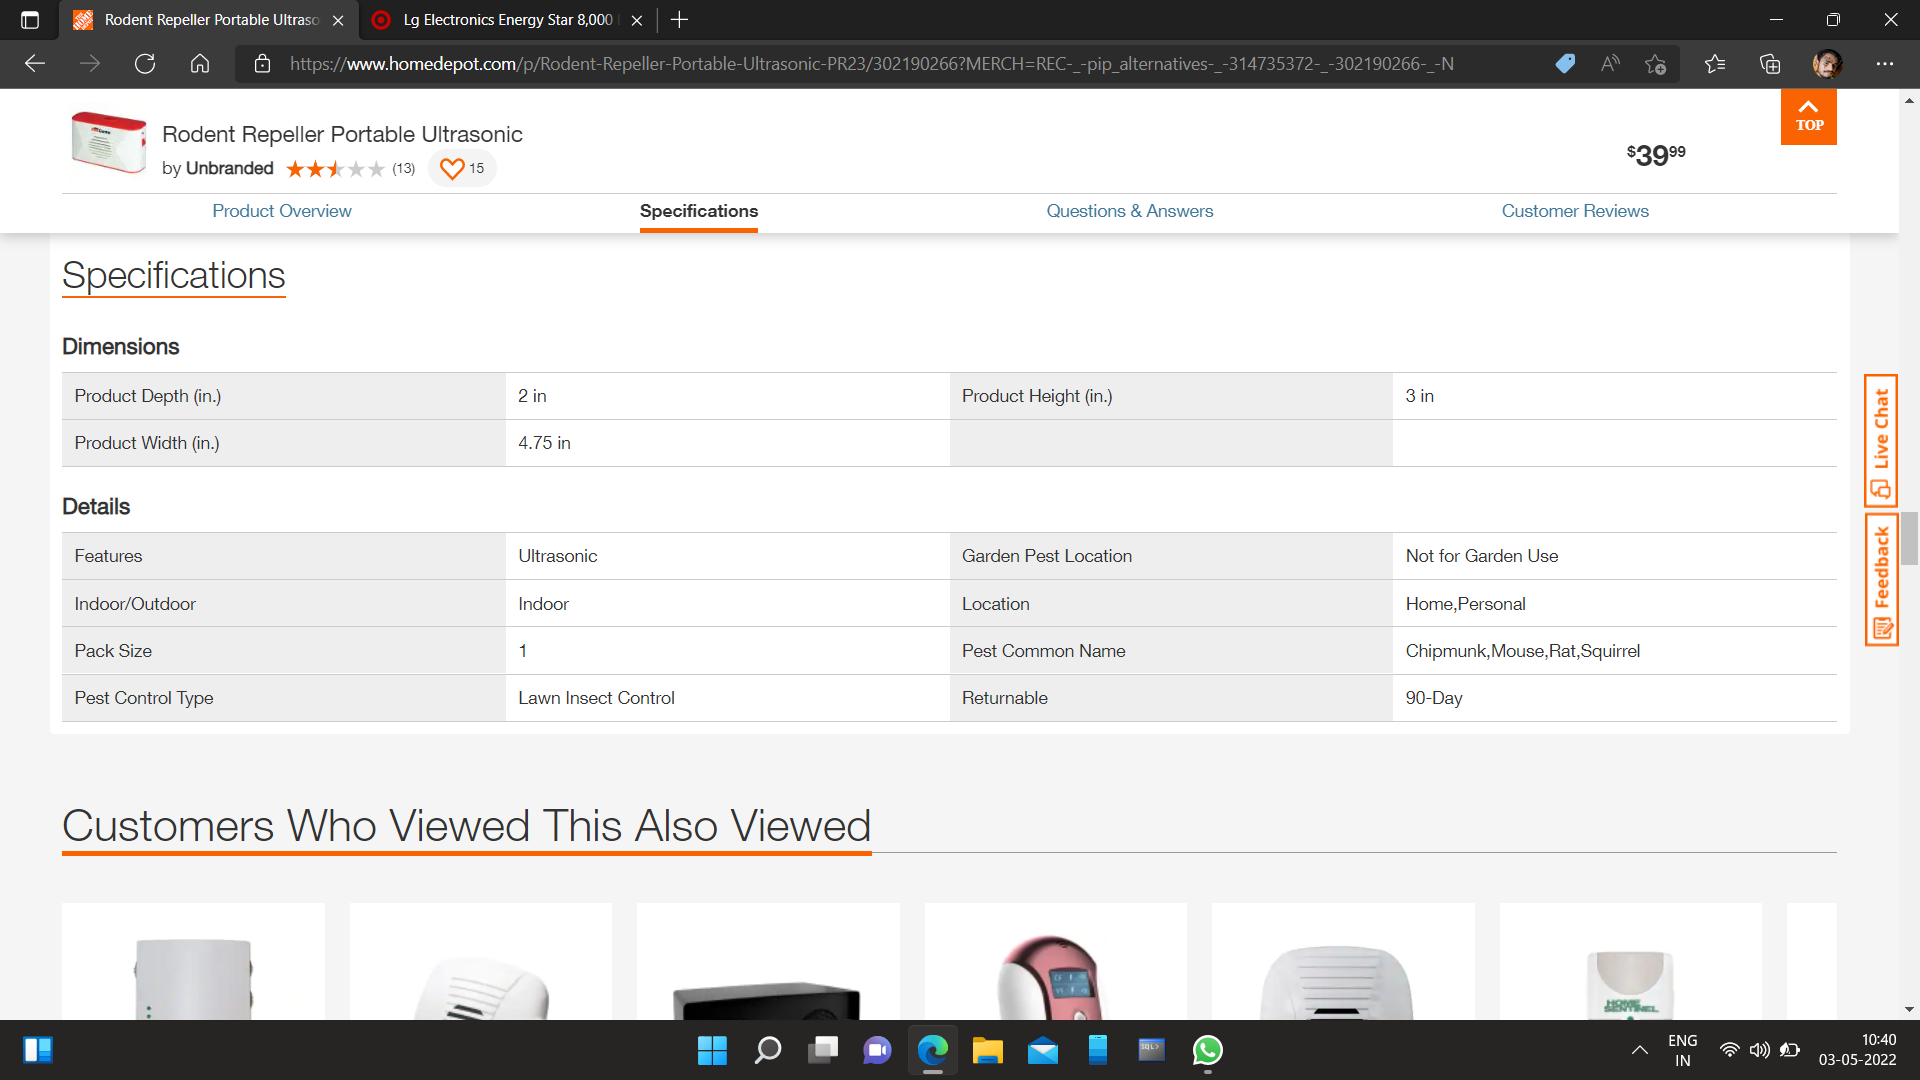 Rodent Repeller Portable Ultraso
Lg Electronics Energy Star 8,000
https://www.homedepot.com/p/Rodent-Repeller-Portable-Ultrasonic-PR23/302190266?MERCH=REC-_-pip_alternatives-_-314735372-_-302190266-_-N
Rodent Repeller Portable Ultrasonic
by Unbranded (13) 15
$39.99
TOP
Product Overview Specifications Questions & Answers Customer Reviews
Specifications
Dimensions
Product Depth (in.) 2 in Product Height (in.) 3 in
Product Width (in.) 4.75 in
Details
Features Ultrasonic Garden Pest Location Not for Garden Use
Indoor/Outdoor Indoor Location Home,Personal
Pack Size 1 Pest Common Name Chipmunk,Mouse,Rat,Squirrel
Pest Control Type Lawn Insect Control Returnable 90-Day
Live Chat
Feedback
Customers Who Viewed This Also Viewed
HOME
SENTINEL
SQL>
ENG
IN
10:40
03-05-2022